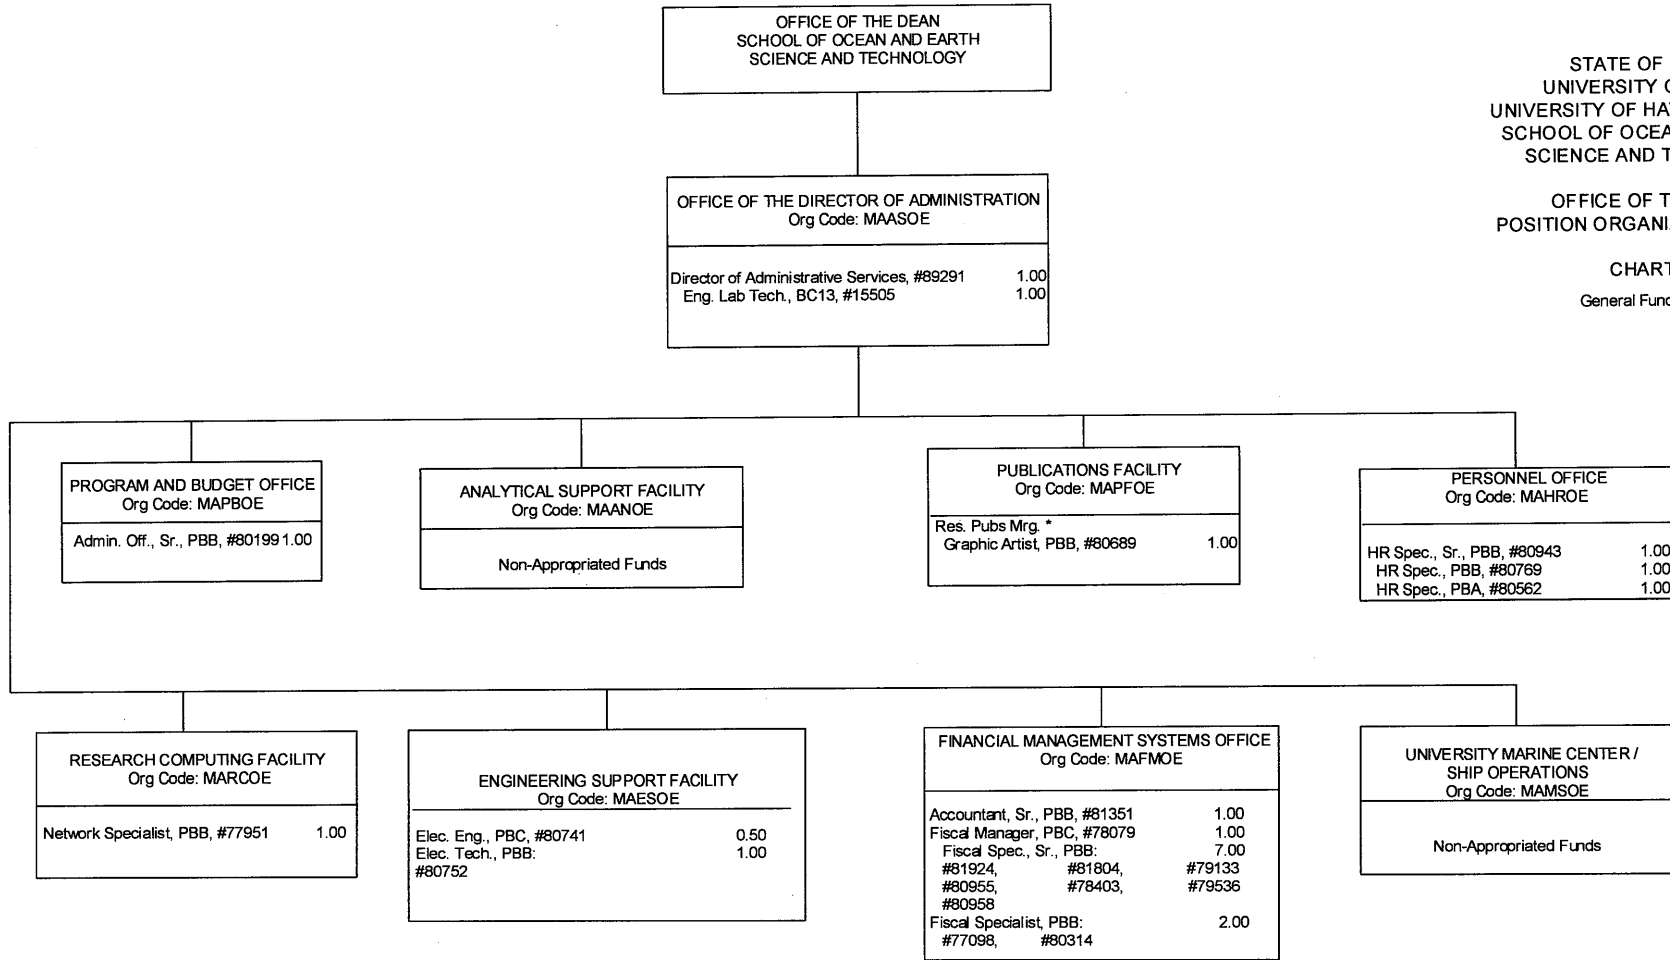 OFFICE OF THE DEAN
SCHOOL OF OCEAN AND EARTH
SCIENCE AND TECHNOLOGY
STATE OF
UNIVERSITY
UNIVERSITY OF
SCHOOL OF
SCIENCE AND
OFFICE OF
POSITION
CHART
General
OFFICE OF THE DIRECTOR OF ADMINISTRATION
Org Code: MAASOE
Director of Administrative Services, #89291 1.00
Eng. Lab Tech., BC13, #15505 1.00
PROGRAM AND BUDGET OFFICE
Org Code: MAPBOE
Admin. Off., Sr., PBB, #80199 1.00
ANALYTICAL SUPPORT FACILITY
Org Code: MAANOE
Non-Appropriated Funds
PUBLICATIONS FACILITY
Org Code: MAPFOE
Res. Pubs Mrg. *
Graphic Artist, PBB, #80689 1.00
PERSONNEL OFFICE
Org Code: MAHROE
HR Spec., Sr., PBB, #80943 1.00
HR Spec., PBB, #80769 1.00
HR Spec., PBA, #80562 1.00
RESEARCH COMPUTING FACILITY
Org Code: MARCOE
Network Specialist, PBB, #77951 1.00
ENGINEERING SUPPORT FACILITY
Org Code: MAESOE
Elec. Eng., PBC, #80741 0.50
Elec. Tech., PBB: 1.00
#80752
FINANCIAL MANAGEMENT SYSTEMS OFFICE
Org Code: MAFMOE
Accountant, Sr., PBB, #81351 1.00
Fiscal Manager, PBC, #78079 1.00
Fiscal Spec., Sr., PBB: 7.00
#81924, #81804, #79133
#80955, #78403, #79536
#80958
Fiscal Specialist, PBB: 2.00
#77098, #80314
UNIVERSITY MARINE CENTER /
SHIP OPERATIONS
Org Code: MAMSOE
Non-Appropriated Funds